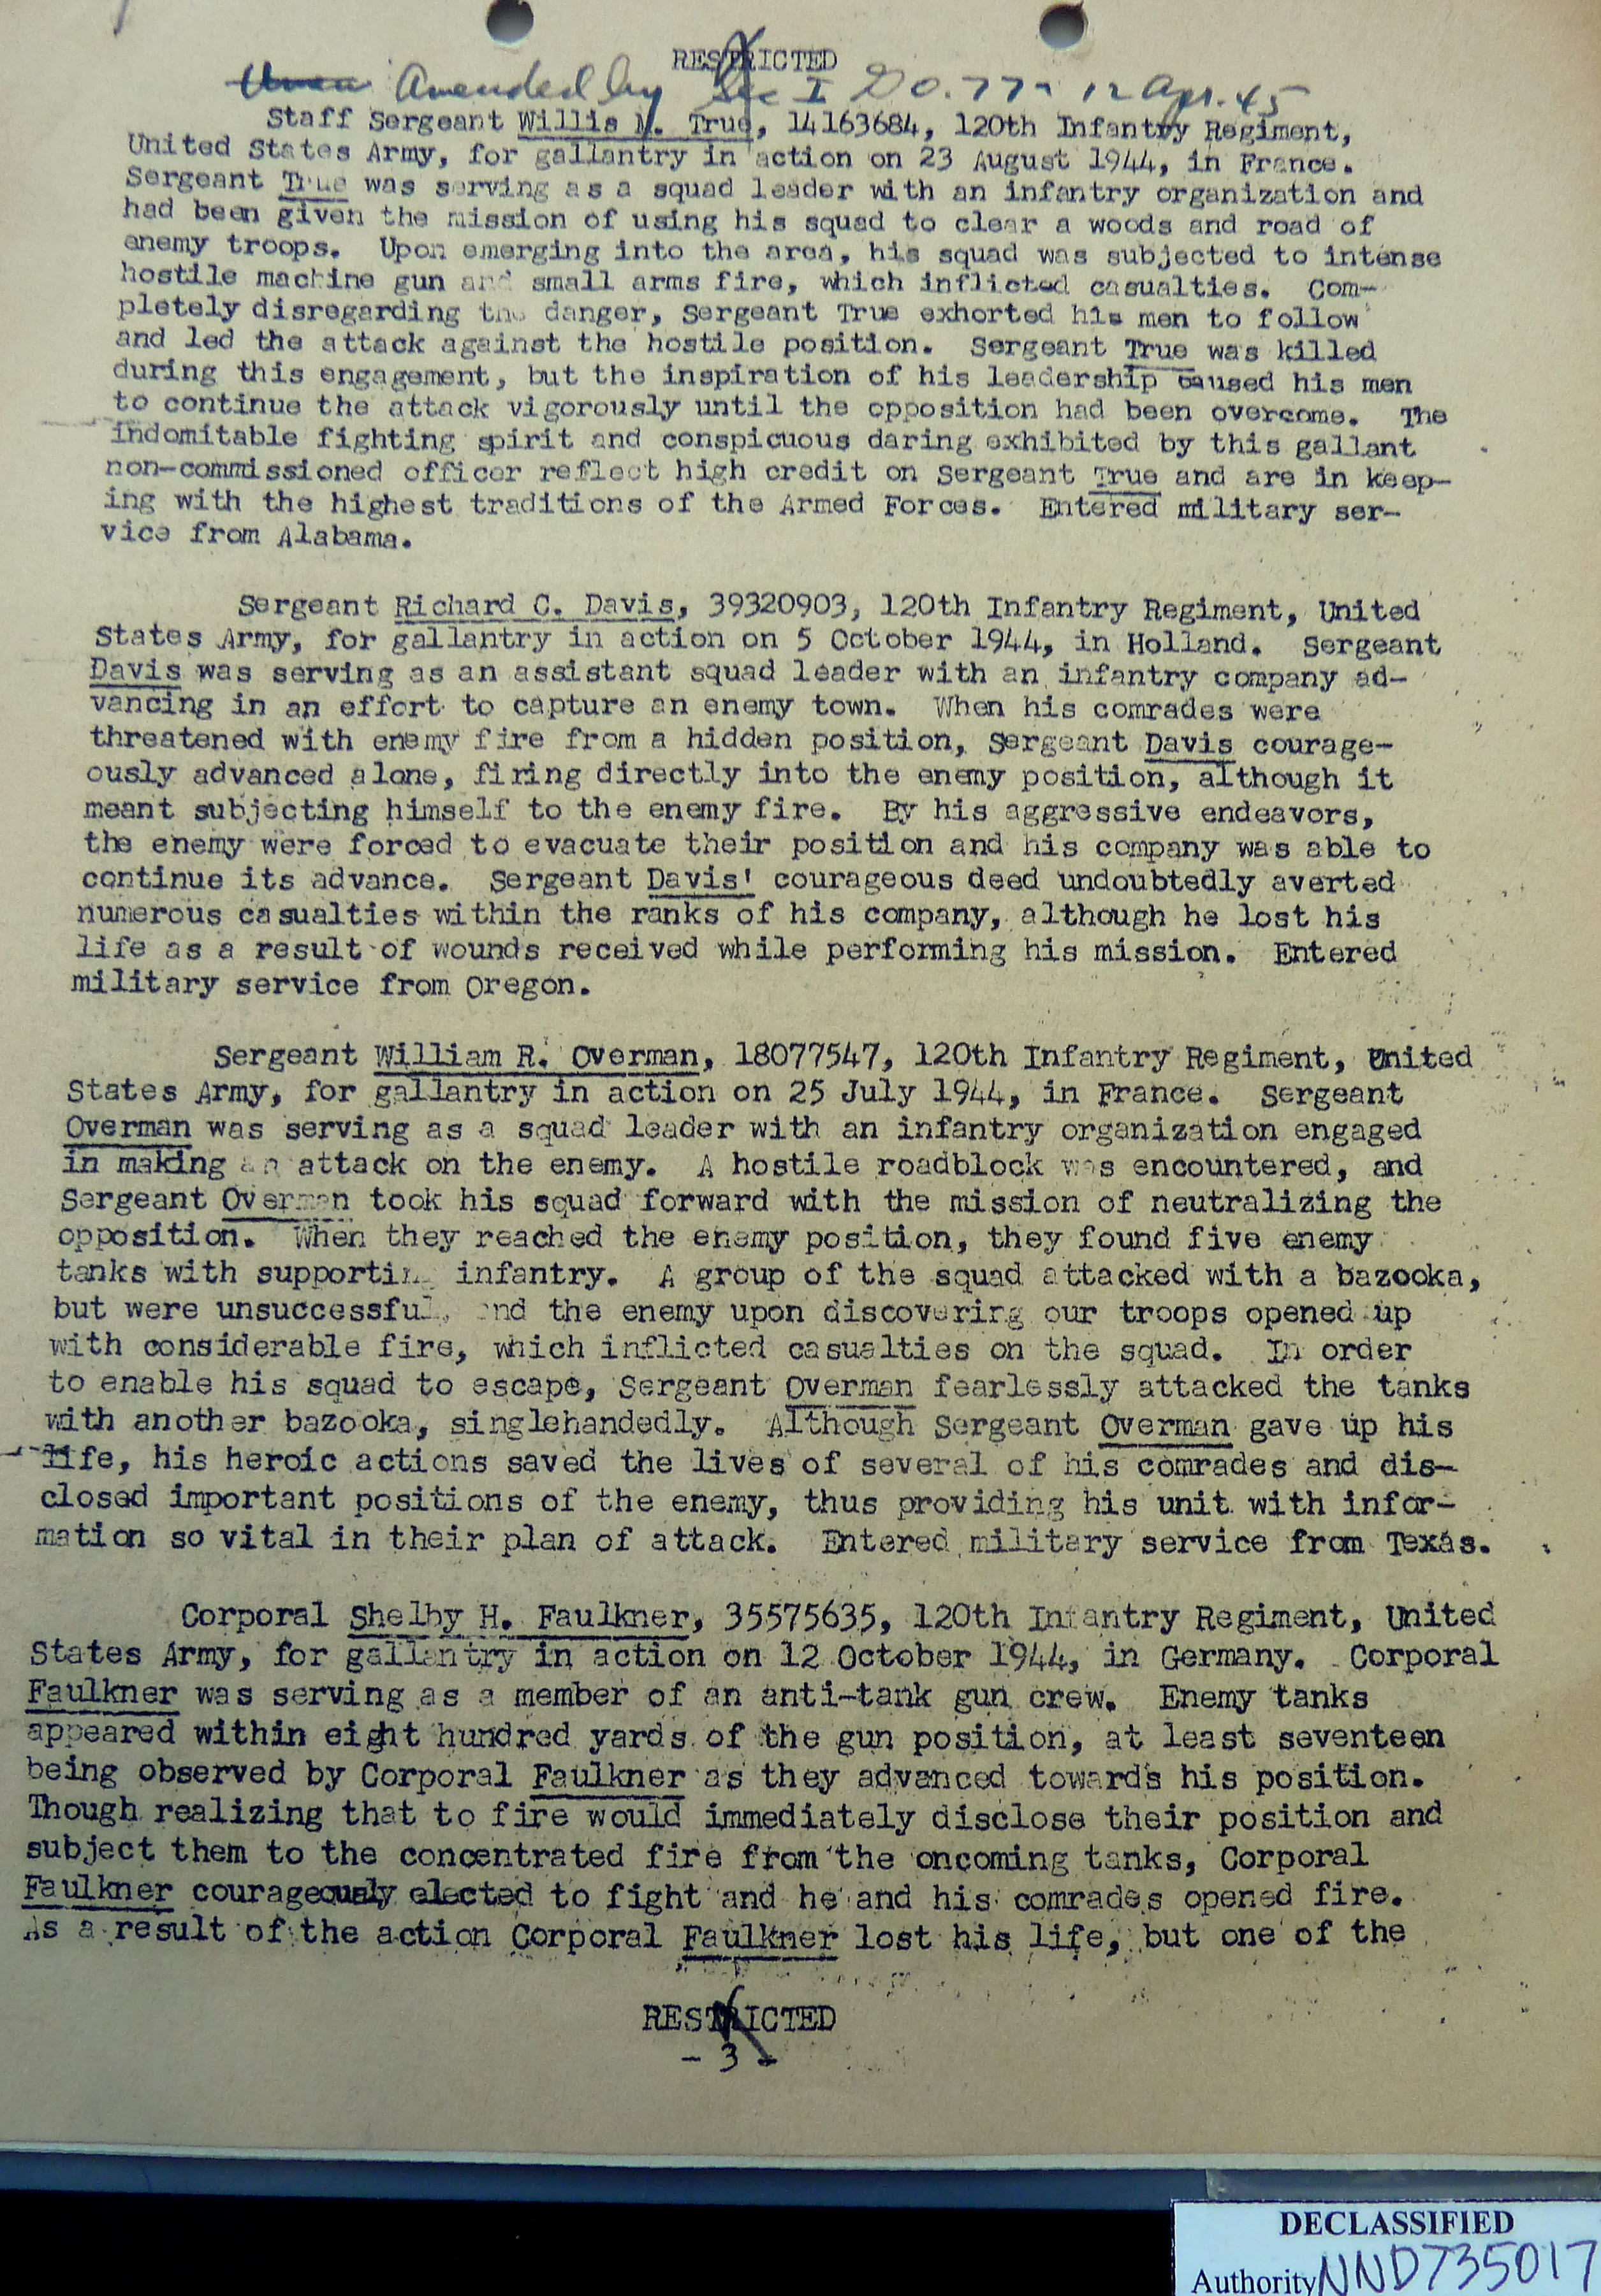 RESTRICTED
Amended by Sec I GO. 77 12 Apr. 45
Staff Sergeant Willis M. True, 14163684, 120th Infantry Regiment,
United States Army, for gallantry in action on 23 August 1944, in France.
Sergeant True was serving as a squad leader with an infantry organization and
had been given the mission of using his squad to clear a woods and road of
enemy troops. Upon emerging into the area, his squad was subjected to intense
hostile machine gun and small arms fire, which inflicted casualties. Com-
pletely disregarding the danger, Sergeant True exhorted his men to follow
and led the attack against the hostile position. Sergeant True was killed
during this engagement, but the inspiration of his leadership caused his men
to continue the attack vigorously until the opposition had been overcome. The
indomitable fighting spirit and conspicuous daring exhibited by this gallant
non-commissioned officer reflect high credit on Sergeant True and are in keep-
ing with the highest traditions of the Armed Forces. Entered military ser-
vice from Alabama.
Sergeant Richard C. Davis, 39320903, 120th Infantry Regiment, United
States Army, for gallantry in action on 5 October 1944, in Holland. Sergeant
Davis was serving as an assistant squad leader with an infantry company ad-
vancing in an effort to capture an enemy town. When his comrades were
threatened with enemy fire from a hidden position, Sergeant Davis courage-
ously advanced alone, firing directly into the enemy position, although it
meant subjecting himself to the enemy fire. By his aggressive endeavors,
the enemy were forced to evacuate their position and his company was able to
continue its advance. Sergeant Davis' courageous deed undoubtedly averted
numerous casualties within the ranks of his company, although he lost his
life as a result of wounds received while performing his mission. Entered
military service from Oregon.
Sergeant William R. Overman, 18077547, 120th Infantry Regiment, United
States Army, for gallantry in action on 25 July 1944, in France. Sergeant
Overman was serving as a squad leader with an infantry organization engaged
in making an attack on the enemy. A hostile roadblock was encountered, and
Sergeant Overman took his squad forward with the mission of neutralizing the
opposition. When they reached the enemy position, they found five enemy
tanks with supporting infantry. A group of the squad attacked with a bazooka,
but were unsuccessful, and the enemy upon discovering our troops opened up
with considerable fire, which inflicted casualties on the squad. In order
to enable his squad to escape, Sergeant Overman fearlessly attacked the tanks
with another bazooka, singlehandedly. Although Sergeant Overman gave up his
life, his heroic actions saved the lives of several of his comrades and dis-
closed important positions of the enemy, thus providing his unit with infor-
mation so vital in their plan of attack. Entered military service from Texas.
Corporal Shelby H. Faulkner, 35575635, 120th Infantry Regiment, United
States Army, for gallantry in action on 12 October 1944, in Germany. Corporal
Faulkner was serving as a member of an anti-tank gun crew. Enemy tanks
appeared within eight hundred yards of the gun position, at least seventeen
being observed by Corporal Faulkner as they advanced towards his position.
Though realizing that to fire would immediately disclose their position and
subject them to the concentrated fire from the oncoming tanks, Corporal
Faulkner courageously elected to fight and he and his comrades opened fire.
As a result of the action Corporal Faulkner lost his life, but one of the
RESTRICTED
- 3 -
DECLASSIFIED
Authority NND735017